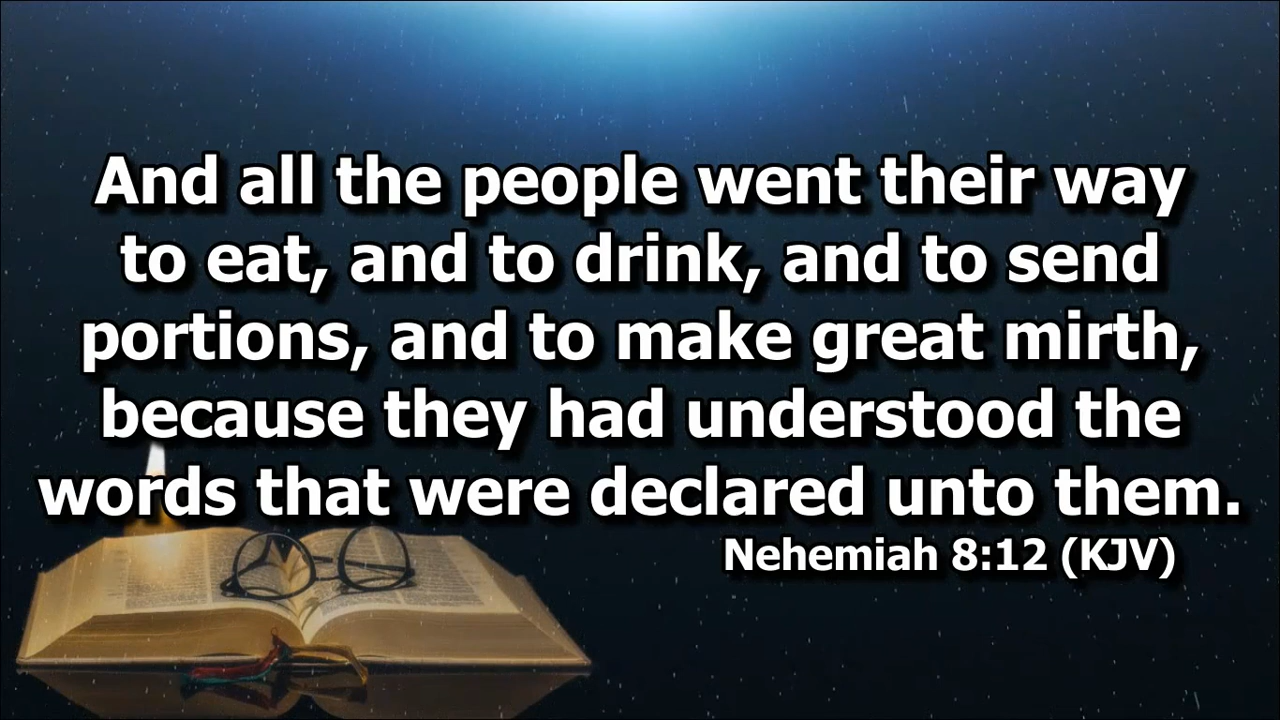 And all the people went their way
to eat, and to drink, and to send
portions, and to make great mirth,
because they had understood the
words that were declared unto them.
Nehemiah 8:12 (KJV)